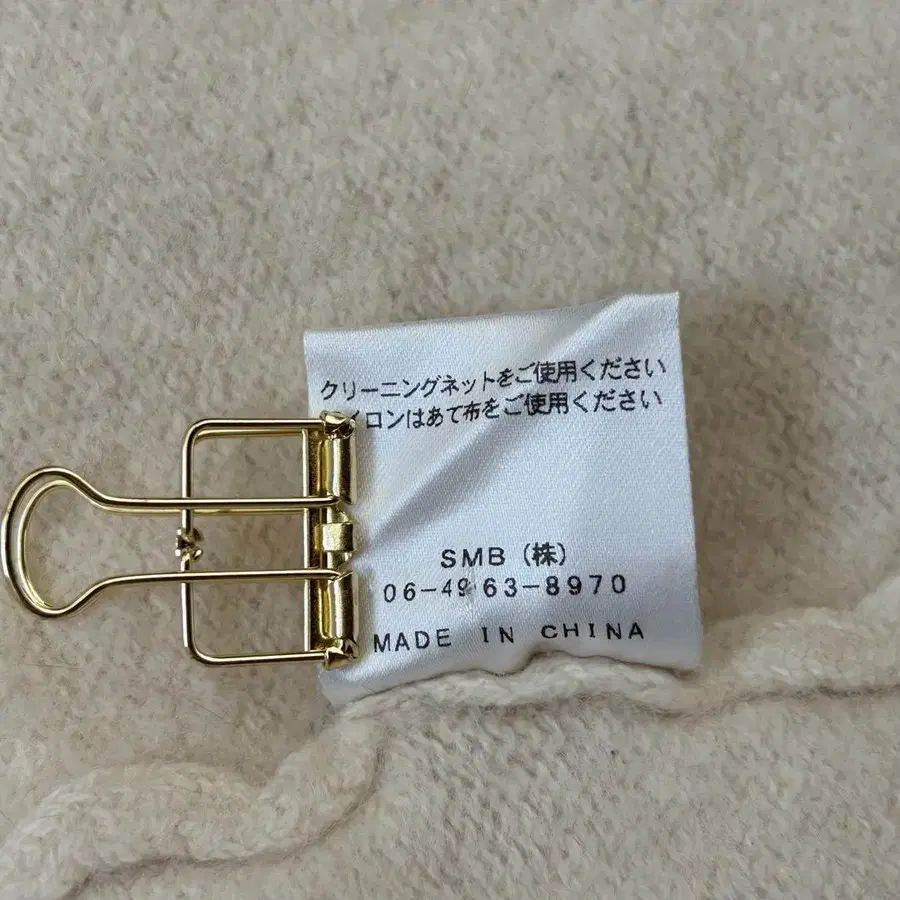 クリーニングネットをご使用ください
イロンはあて布をご使用ください
SMB (株)
06-4963-8970
MADE IN CHINA